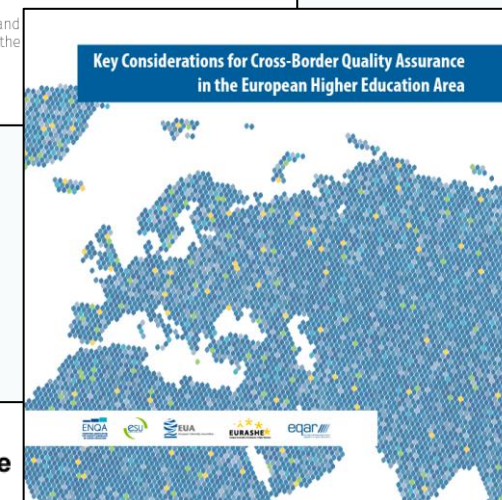 and
the
Key Considerations for Cross-Border Quality Assurance
in the European Higher Education Area
ENQA
esu
EUA
EURASHE
eqar
e